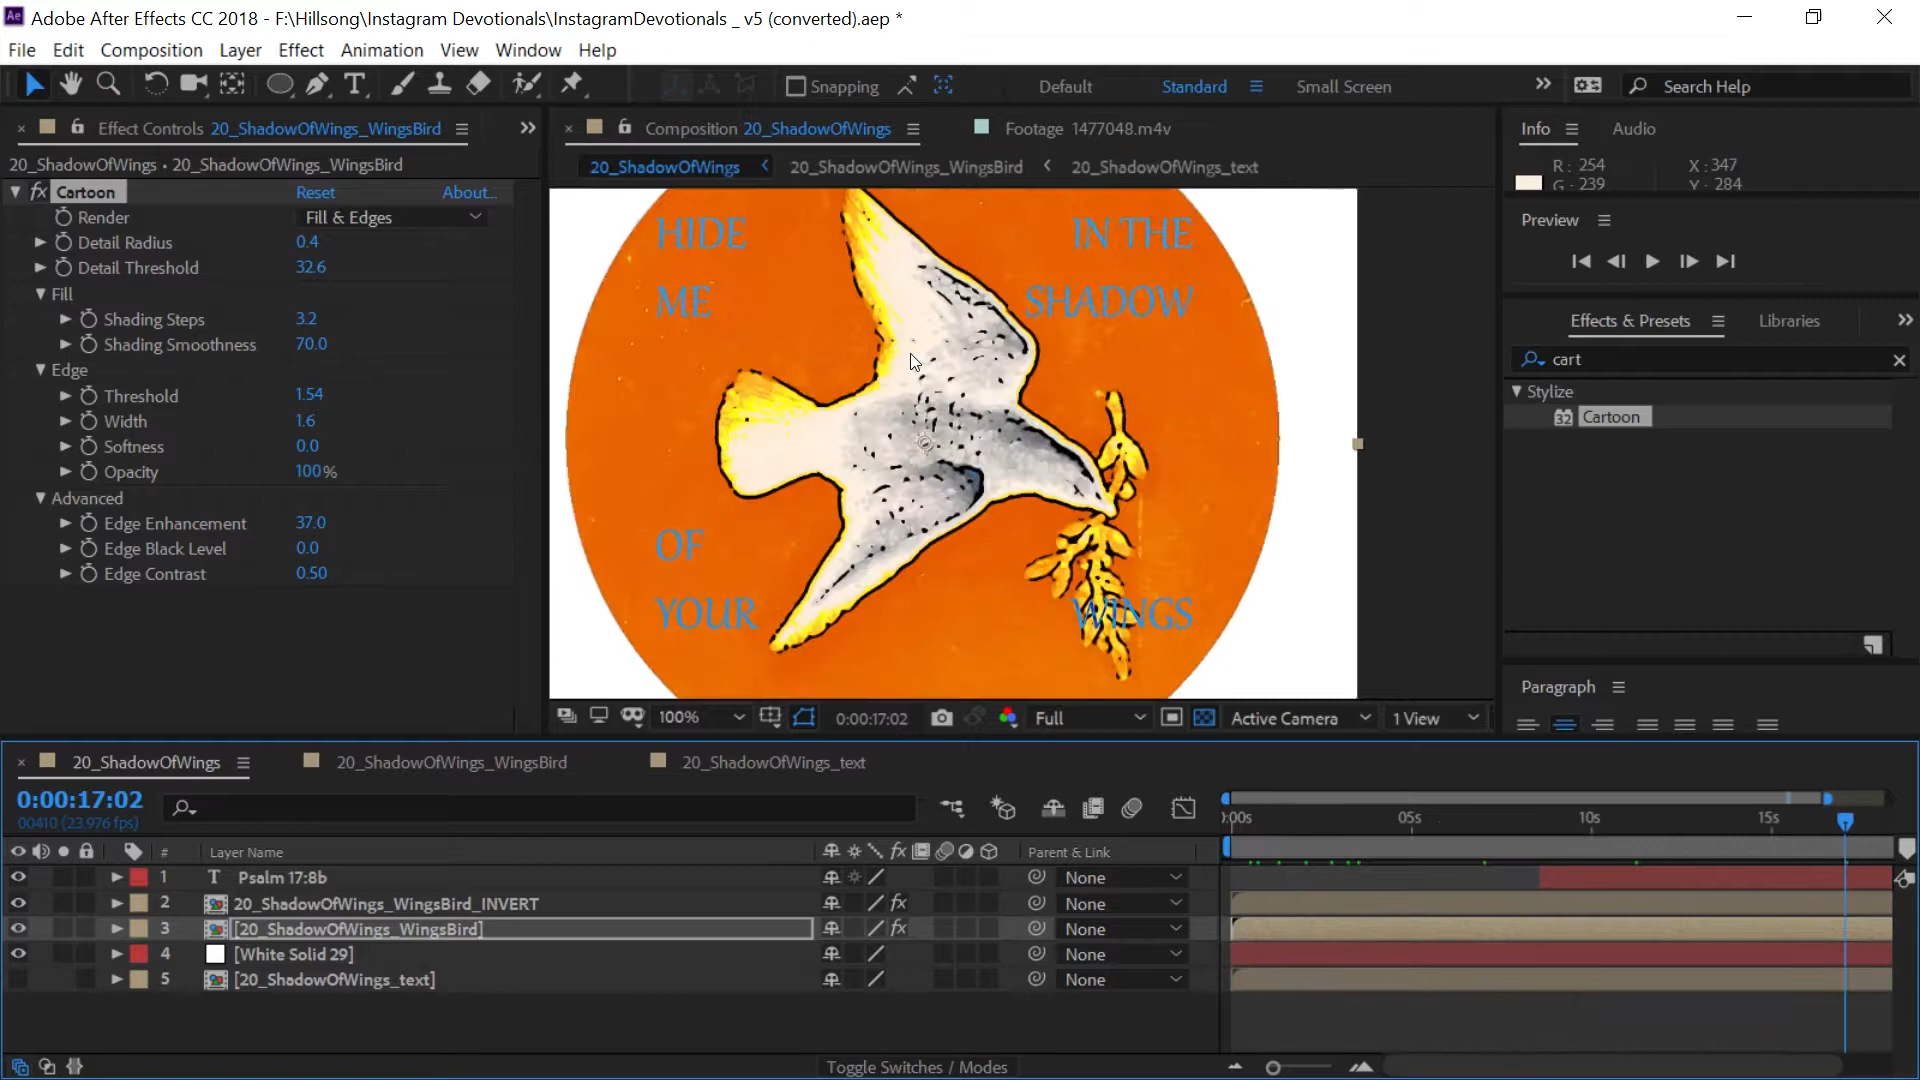 Adobe After Effects CC 2018 - F:\Hillsong\Instagram Devotionals\InstagramDevotionals _ v5 (converted).aep *
File Edit Composition Layer Effect Animation View Window Help
Snapping Default Standard Small Screen Search Help
Effect Controls 20_ShadowOfWings_WingsBird
20_ShadowOfWings • 20_ShadowOfWings_WingsBird
fx Cartoon Reset About...
Render Fill & Edges
Detail Radius 0.4
Detail Threshold 32.6
Fill
Shading Steps 3.2
Shading Smoothness 70.0
Edge
Threshold 1.54
Width 1.6
Softness 0.0
Opacity 100%
Advanced
Edge Enhancement 37.0
Edge Black Level 0.0
Edge Contrast 0.50
Composition 20_ShadowOfWings Footage 1477048.m4v
20_ShadowOfWings 20_ShadowOfWings_WingsBird 20_ShadowOfWings_text
HIDE IN THE
ME SHADOW
OF
YOUR WINGS
100% 0:00:17:02 Full Active Camera 1 View
Info Audio
R: 254 X: 347
G: 239 Y: 284
Preview
Effects & Presets Libraries
cart
Stylize
32 Cartoon
Paragraph
20_ShadowOfWings 20_ShadowOfWings_WingsBird 20_ShadowOfWings_text
0:00:17:02
00410 (23.976 fps)
):00s 05s 10s 15s
# Layer Name fx Parent & Link
1 T Psalm 17:8b None
2 20_ShadowOfWings_WingsBird_INVERT fx None
3 [20_ShadowOfWings_WingsBird] fx None
4 [White Solid 29] None
5 [20_ShadowOfWings_text] None
Toggle Switches / Modes